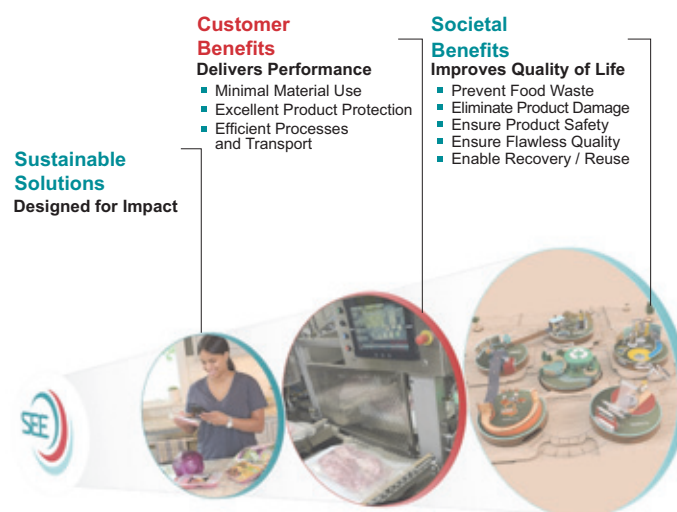 Customer
Benefits
Delivers Performance
Minimal Material Use
Excellent Product Protection
Efficient Processes
and Transport
Societal
Benefits
Improves Quality of Life
Prevent Food Waste
Eliminate Product Damage
Ensure Product Safety
Ensure Flawless Quality
Enable Recovery / Reuse
Sustainable
Solutions
Designed for Impact
SEE